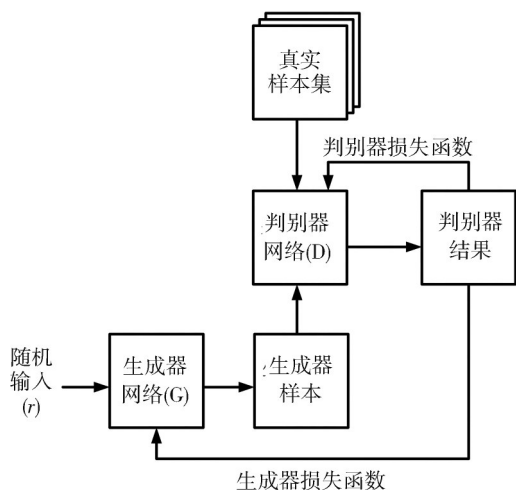 真实
样本集
判别器损失函数
判别器
网络(D)
判别器
结果
随机
输入
(r)
生成器
网络(G)
生成器
样本
生成器损失函数